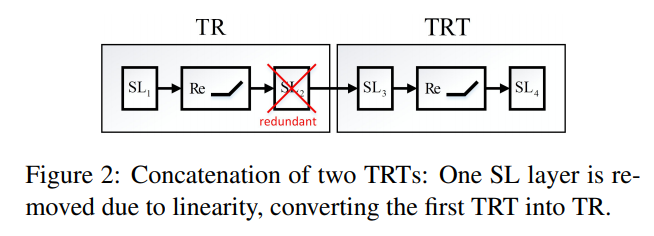 TR TRT
SL1 Re SL2 SL3 Re SL4
redundant
Figure 2: Concatenation of two TRTs: One SL layer is re-
moved due to linearity, converting the first TRT into TR.